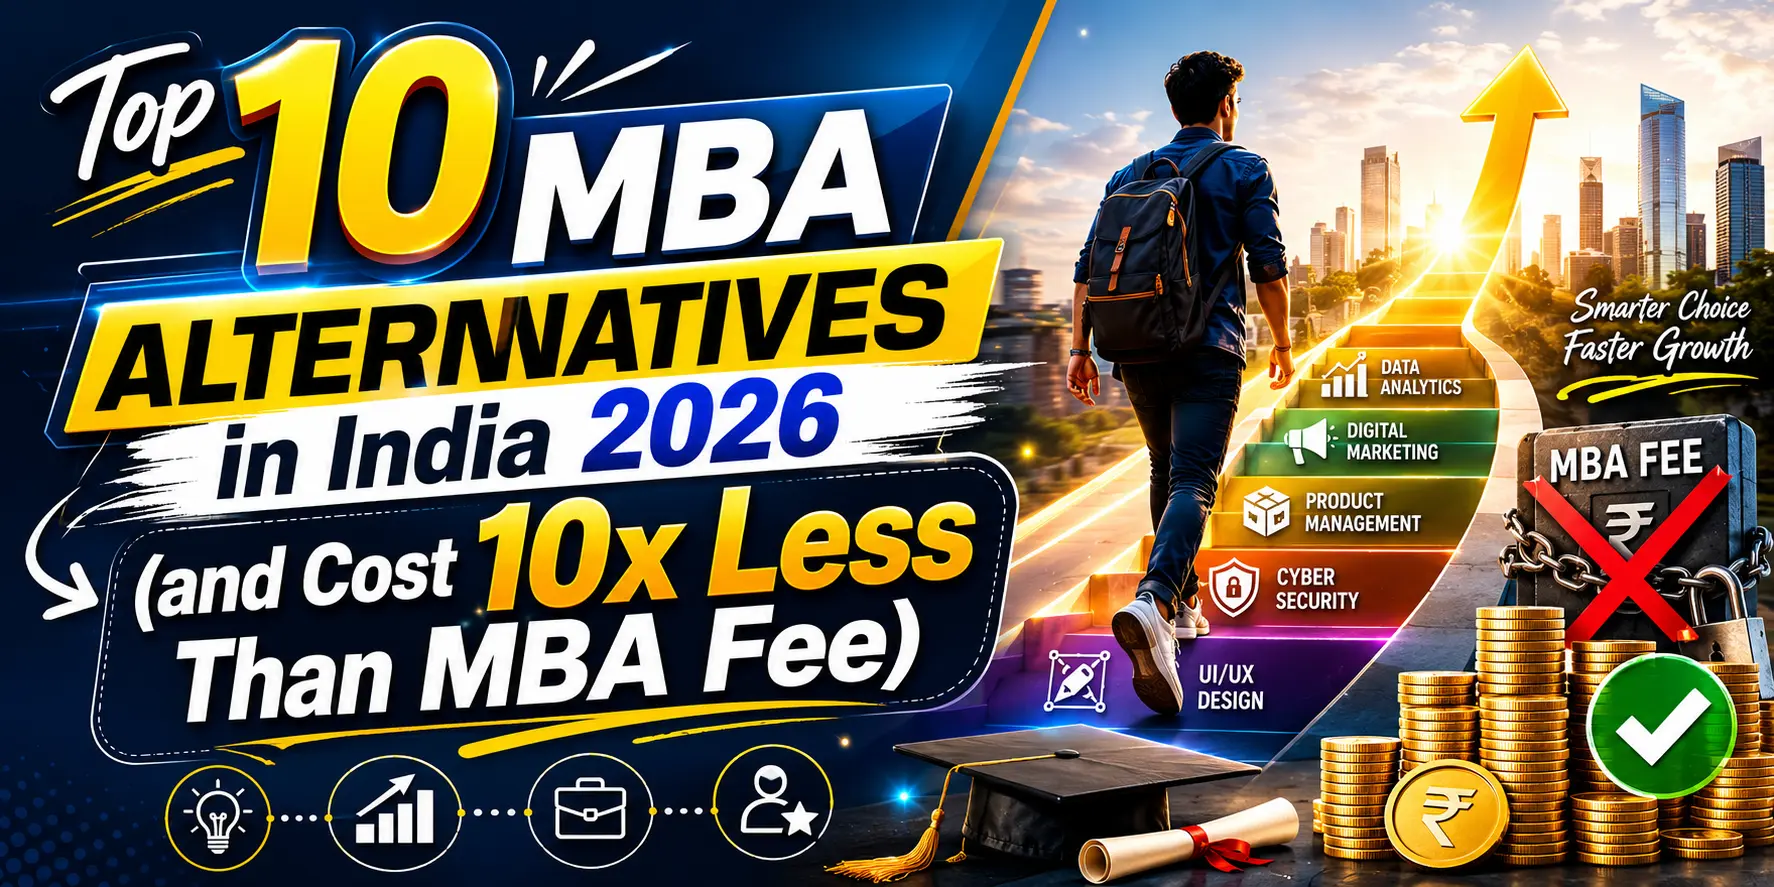 Top 10 MBA
ALTERNATIVES
in India 2026
(and Cost 10x Less
Than MBA Fee)
Smarter Choice
Faster Growth
DATA
ANALYTICS
DIGITAL
MARKETING
PRODUCT
MANAGEMENT
CYBER
SECURITY
UI/UX
DESIGN
MBA FEE
₹
₹